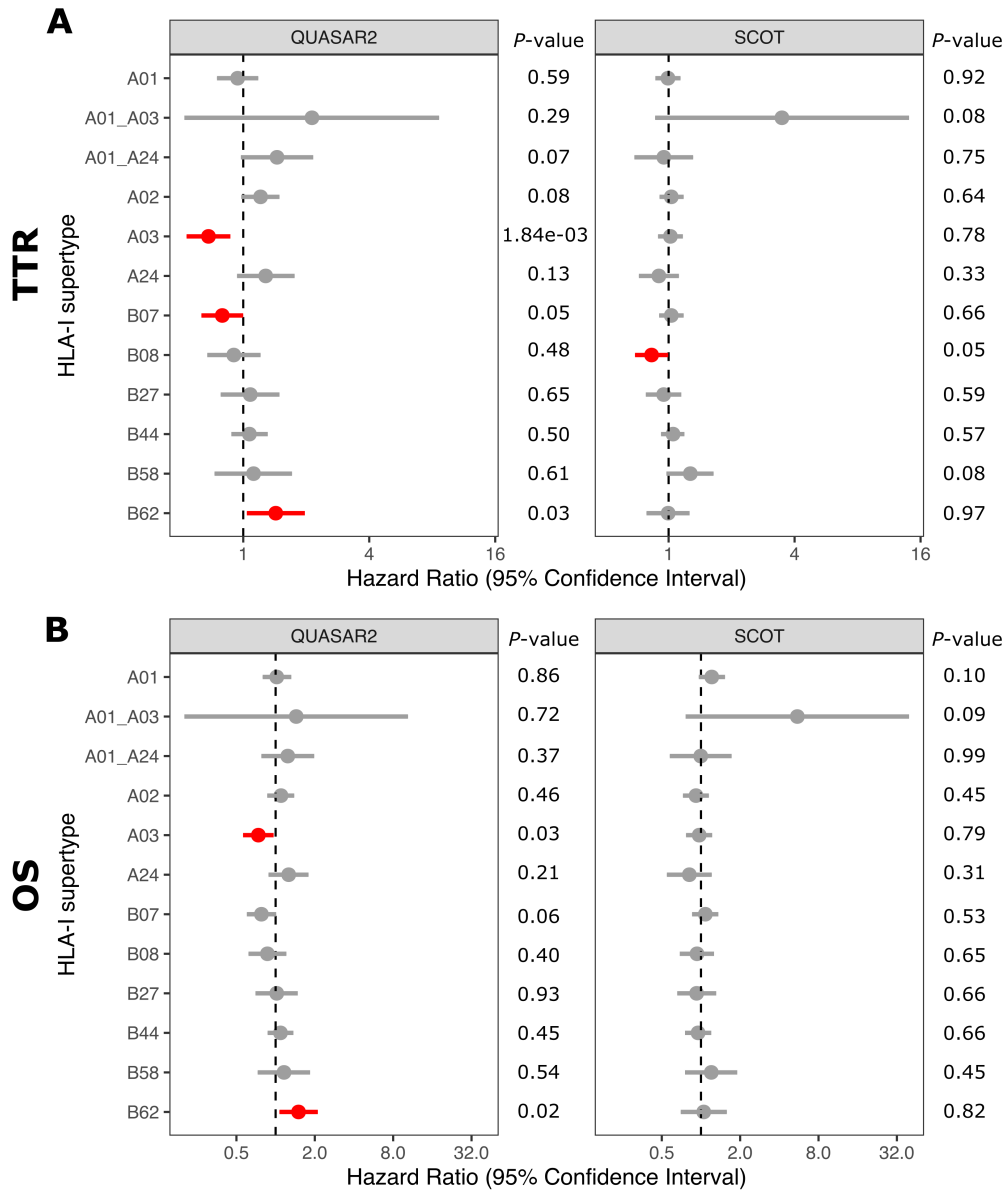 A
QUASAR2 P-value SCOT P-value
A01 0.59 0.92
A01_A03 0.29 0.08
A01_A24 0.07 0.75
A02 0.08 0.64
A03 1.84e-03 0.78
A24 0.13 0.33
B07 0.05 0.66
B08 0.48 0.05
B27 0.65 0.59
B44 0.50 0.57
B58 0.61 0.08
B62 0.03 0.97
TTR
HLA-I supertype
1 4 16 1 4 16
Hazard Ratio (95% Confidence Interval)
B
QUASAR2 P-value SCOT P-value
A01 0.86 0.10
A01_A03 0.72 0.09
A01_A24 0.37 0.99
A02 0.46 0.45
A03 0.03 0.79
A24 0.21 0.31
B07 0.06 0.53
B08 0.40 0.65
B27 0.93 0.66
B44 0.45 0.66
B58 0.54 0.45
B62 0.02 0.82
OS
HLA-I supertype
0.5 2.0 8.0 32.0 0.5 2.0 8.0 32.0
Hazard Ratio (95% Confidence Interval)